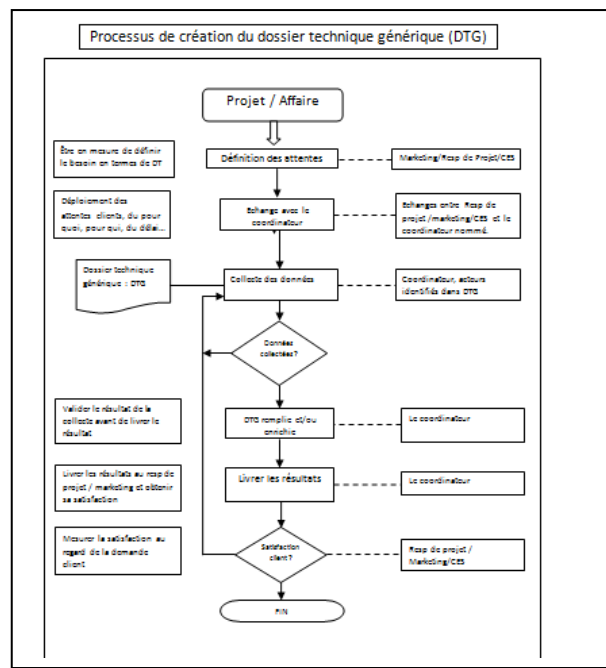 Processus de création du dossier technique générique (DTG)
Projet / Affaire
Être en mesure de définir
le besoin en termes de DT
Définition des attentes
Marketing/Resp de Projet/CES
Déploiement des
attentes clients, du pour
quoi, pour qui, du délai...
Echange avec le
coordinateur
Echanges entre Resp de
projet /marketing/CES et le
coordinateur nommé.
Dossier technique
générique : DTG
Colleste des données
Coordinateur, acteurs
identifiés dans DTG
Données
collectées ?
Valider le résultat de la
collecte avant de livrer le
résultat
DTG remplie et/ou
enrichie
Le coordinateur
Livrer les résultats au resp de
projet / marketing et obtenir
sa satisfaction
Livrer les résultats
Le coordinateur
Mesurer la satisfaction au
regard de la demande
client
Satisfaction
client ?
Resp de projet /
Marketing/CES
FIN